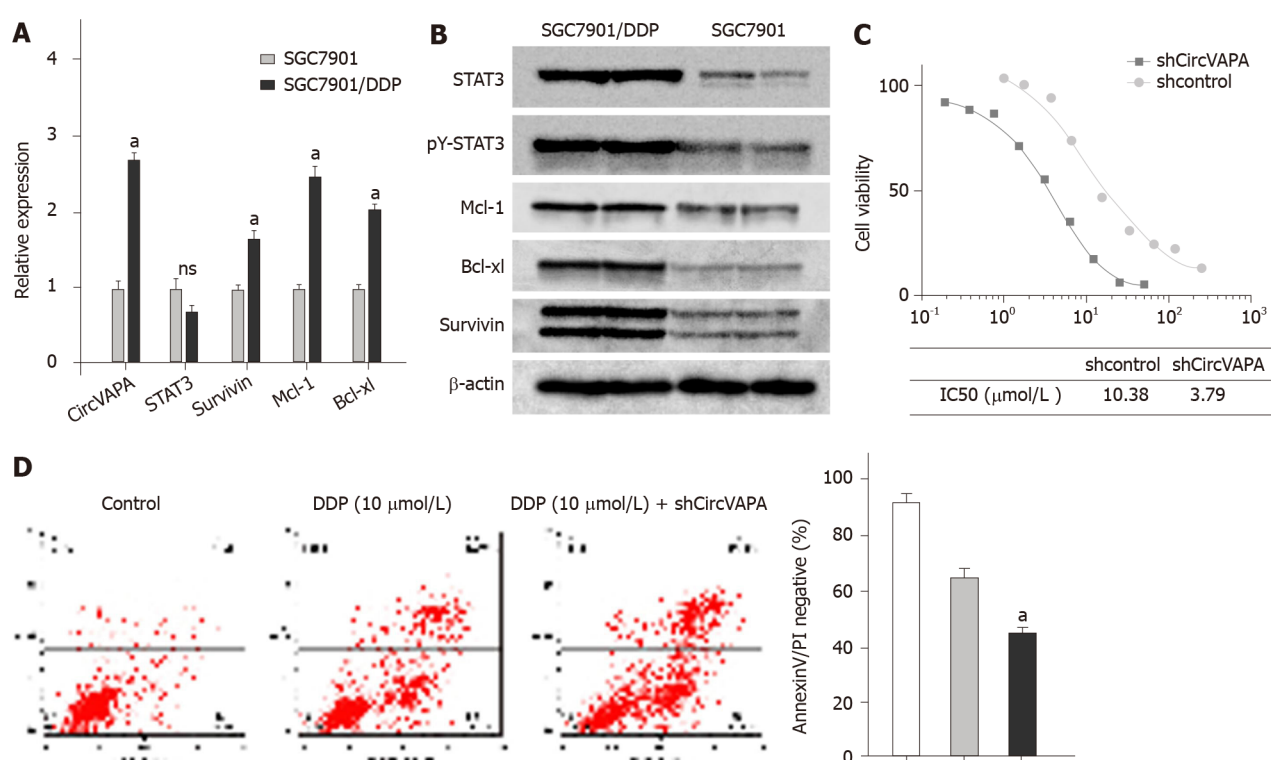 A
4
3
2
1
0
Relative expression
SGC7901
SGC7901/DDP
a
ns
a
a
a
CircVAPA
STAT3
Survivin
Mcl-1
Bcl-xl
B
SGC7901/DDP SGC7901
STAT3
pY-STAT3
Mcl-1
Bcl-xl
Survivin
β-actin
C
shCircVAPA
shcontrol
Cell viability
100
50
0
10-1 100 101 102 103
shcontrol shCircVAPA
IC50 (μmol/L ) 10.38 3.79
D
Control
DDP (10 μmol/L)
DDP (10 μmol/L) + shCircVAPA
AnnexinV/PI negative (%)
100
80
60
40
20
0
a